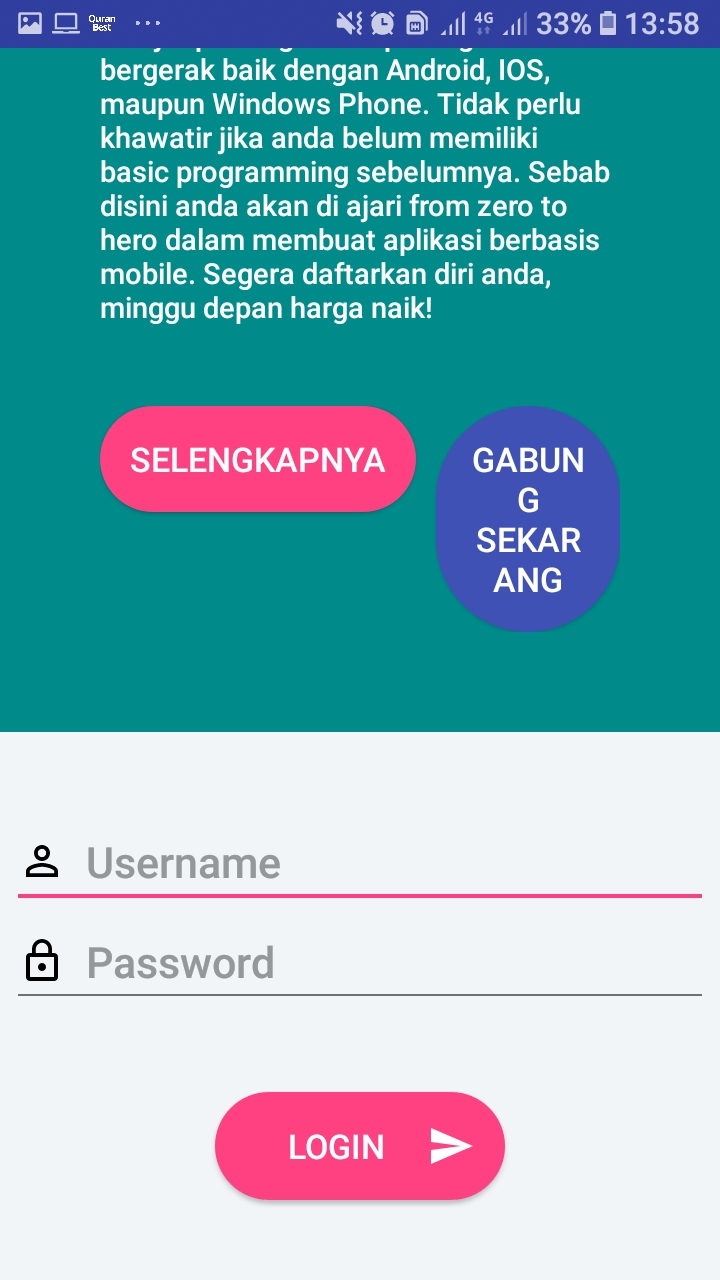 Quran
Best
4G
33%
13:58
bergerak baik dengan Android, IOS,
maupun Windows Phone. Tidak perlu
khawatir jika anda belum memiliki
basic programming sebelumnya. Sebab
disini anda akan di ajari from zero to
hero dalam membuat aplikasi berbasis
mobile. Segera daftarkan diri anda,
minggu depan harga naik!
SELENGKAPNYA
GABUN
G
SEKAR
ANG
Username
Password
LOGIN